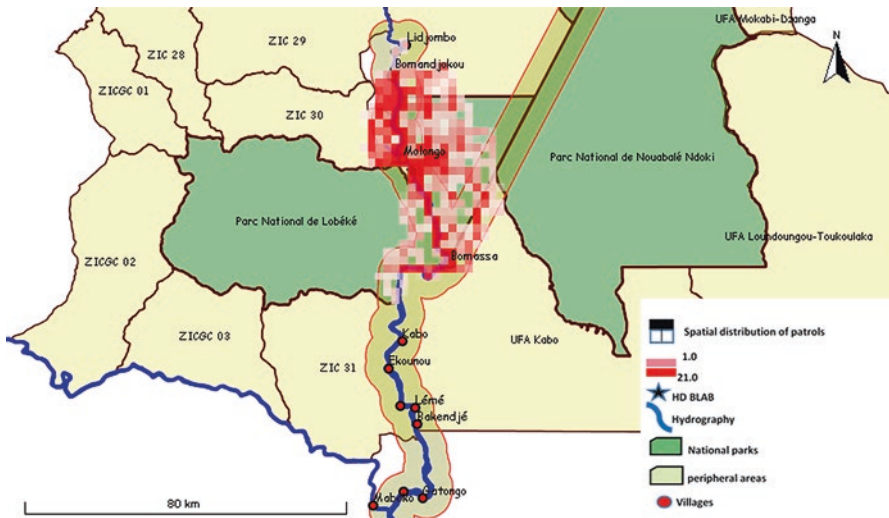 UFA Mokabi-Dzanga
Lidjombo
ZIC 29
ZIC 28
Bomandjokou
N
ZICGC 01
ZIC 30
Molongo
Parc National de Nouabalé Ndoki
Parc National de Lobéké
UFA Loundoungou-Toukoulaka
Bomassa
ZICGC 02
ZICGC 03
Kabo
UFA Kabo
Ekounou
ZIC 31
Lémé
Bakendjé
Gatongo
80 km
Spatial distribution of patrols
1.0
21.0
HD BLAB
Hydrography
National parks
peripheral areas
Villages